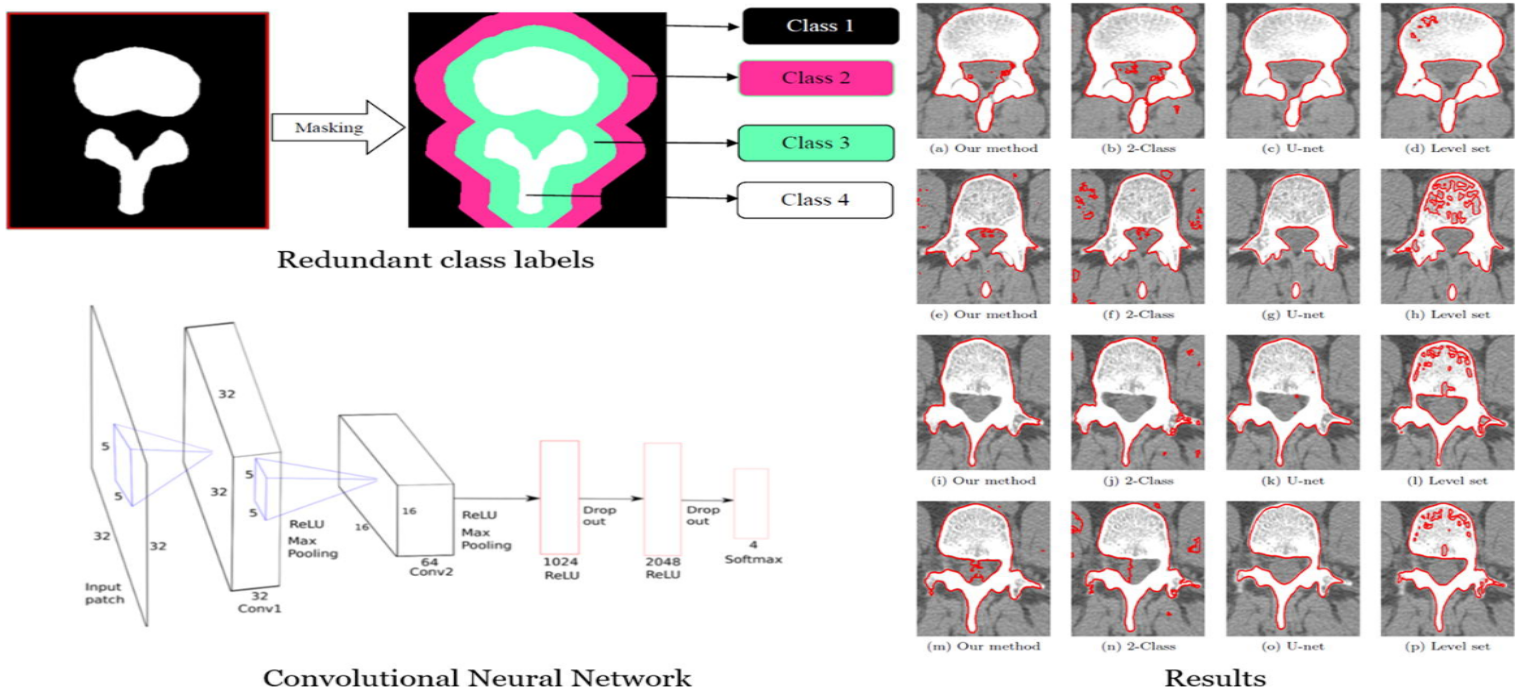 Masking
Class 1
Class 2
Class 3
Class 4
Redundant class labels
5
5
32
32
Input
patch
32
32
5
5
32
Conv1
ReLU
Max
Pooling
16
16
64
Conv2
ReLU
Max
Pooling
1024
ReLU
Drop
out
2048
ReLU
Drop
out
4
Softmax
Convolutional Neural Network
(a) Our method
(b) 2-Class
(c) U-net
(d) Level set
(e) Our method
(f) 2-Class
(g) U-net
(h) Level set
(i) Our method
(j) 2-Class
(k) U-net
(l) Level set
(m) Our method
(n) 2-Class
(o) U-net
(p) Level set
Results